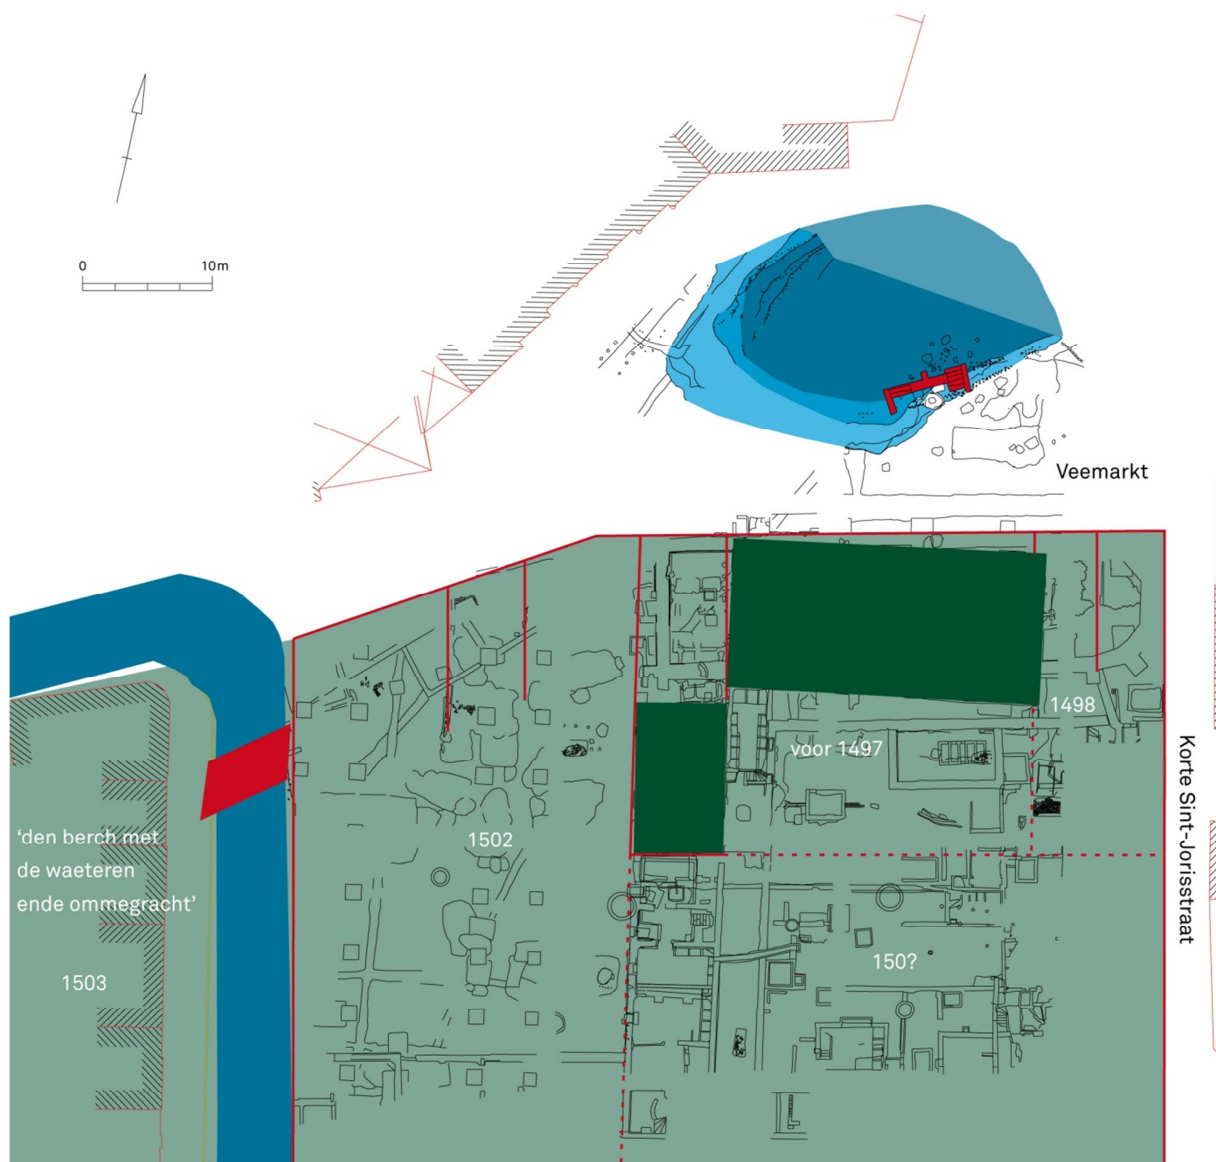 0 10m
Veemarkt
1498
voor 1497
Korte Sint-Jorisstraat
1502
‘den berch met
de waeteren
ende ommegracht’
150?
1503